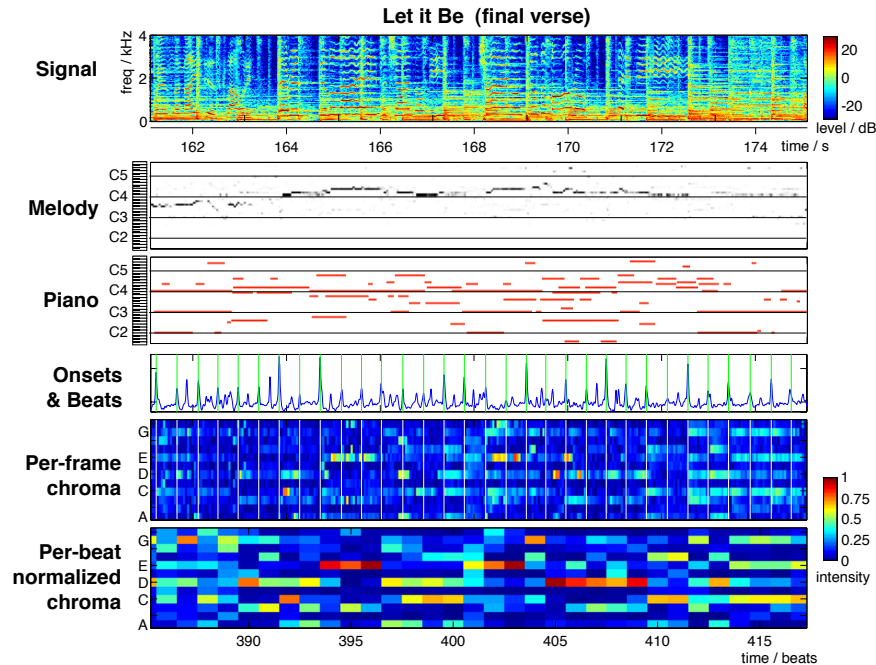 Let it Be (final verse)
Signal
freq / kHz
4
2
0
162 164 166 168 170 172 174
time / s
20
0
-20
level / dB
Melody
C5
C4
C3
C2
Piano
C5
C4
C3
C2
Onsets
& Beats
Per-frame
chroma
G
E
D
C
A
Per-beat
normalized
chroma
G
E
D
C
A
390 395 400 405 410 415
time / beats
1
0.75
0.5
0.25
0
intensity